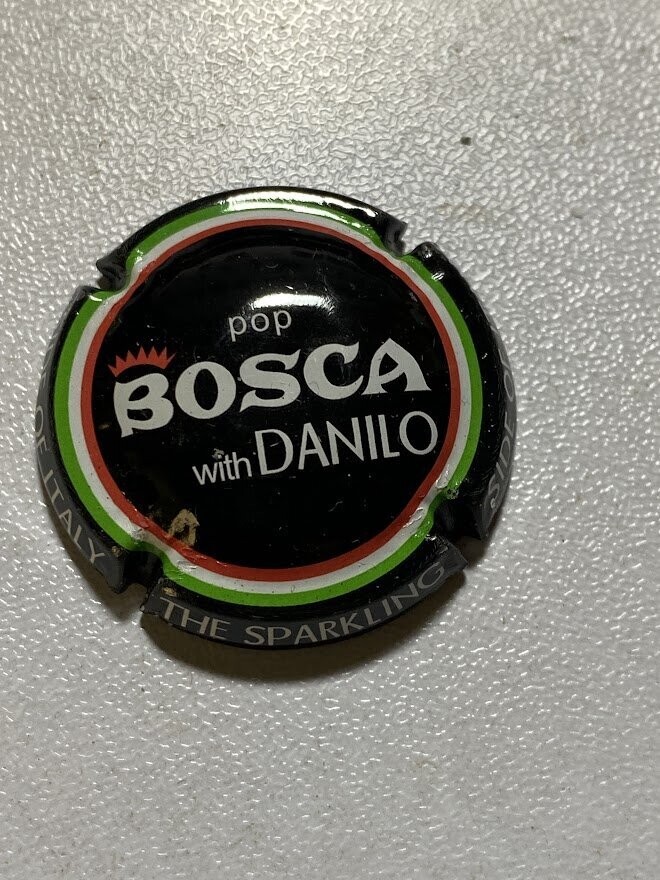 pop
BOSCA
with DANILO
THE SPARKLING
SIDE
OF ITALY